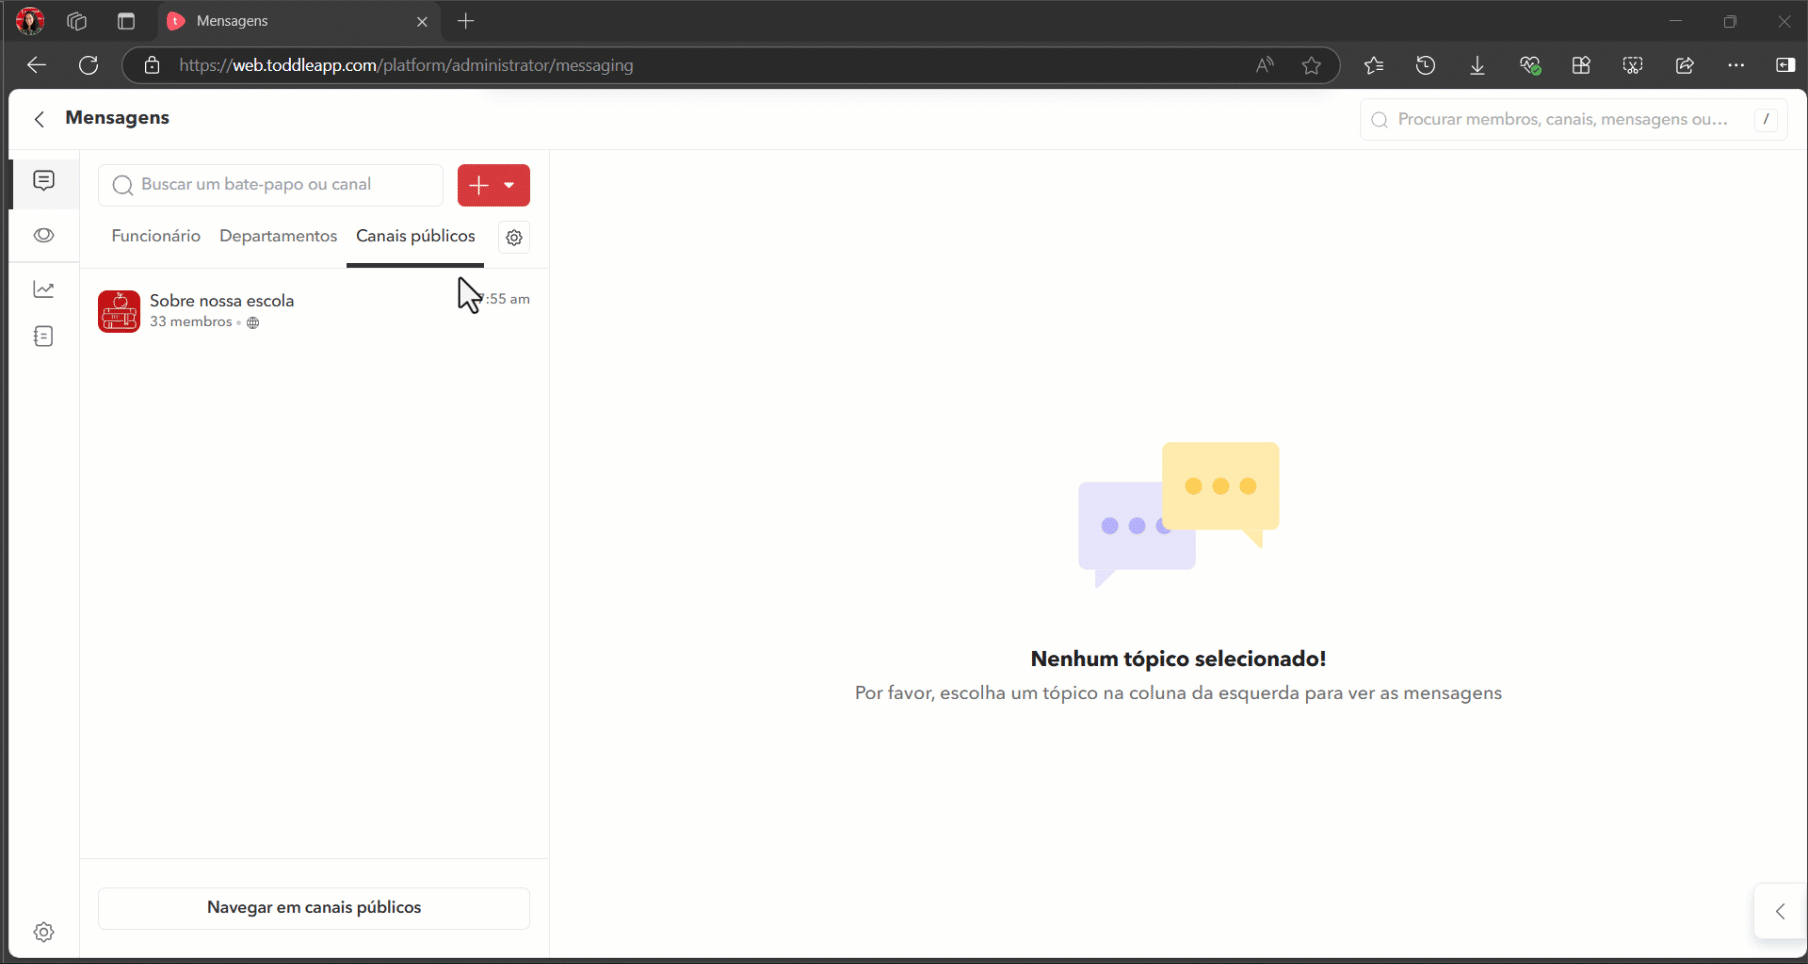 Mensagens
https://web.toddleapp.com/platform/administrator/messaging
Mensagens
Procurar membros, canais, mensagens ou...
/
Buscar um bate-papo ou canal
Funcionário
Departamentos
Canais públicos
Sobre nossa escola
:55 am
33 membros
Nenhum tópico selecionado!
Por favor, escolha um tópico na coluna da esquerda para ver as mensagens
Navegar em canais públicos